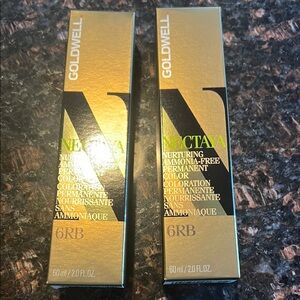 GOLDWELL
NECTAYA
NURTURING
AMMONIA-FREE
PERMANENT
COLOR
COLORATION
PERMANENTE
NOURRISSANTE
SANS
AMMONIAQUE
6RB
60 ml / 2.0 FL.OZ.
GOLDWELL
NECTAYA
NURTURING
AMMONIA-FREE
PERMANENT
COLOR
COLORATION
PERMANENTE
NOURRISSANTE
SANS
AMMONIAQUE
6RB
60 ml / 2.0 FL.OZ.